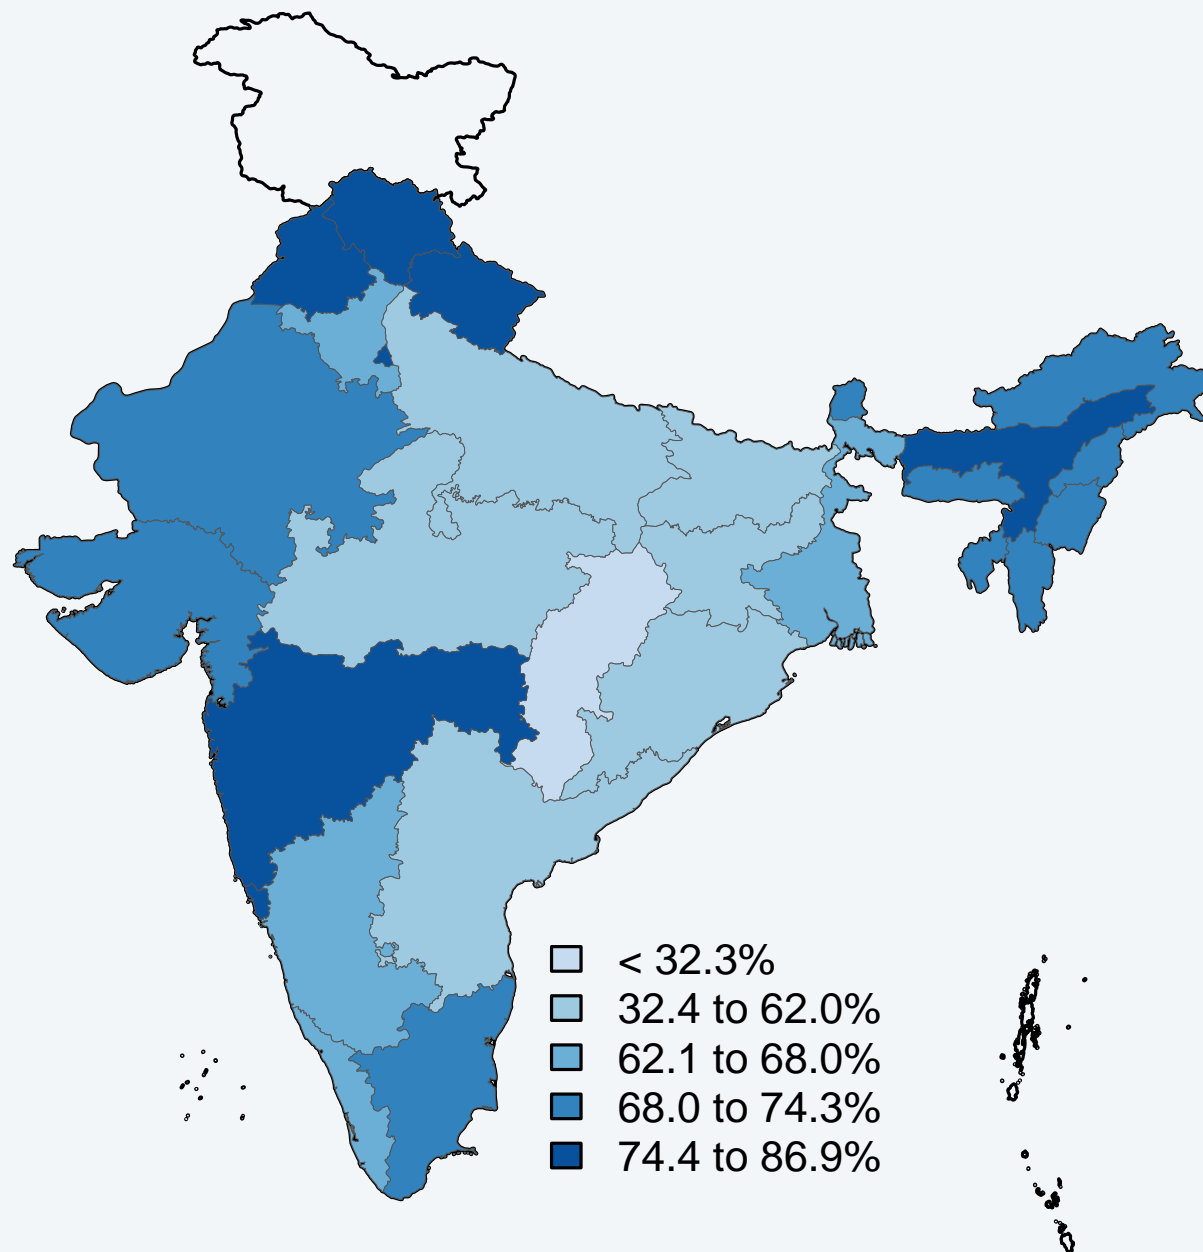 < 32.3%
32.4 to 62.0%
62.1 to 68.0%
68.0 to 74.3%
74.4 to 86.9%